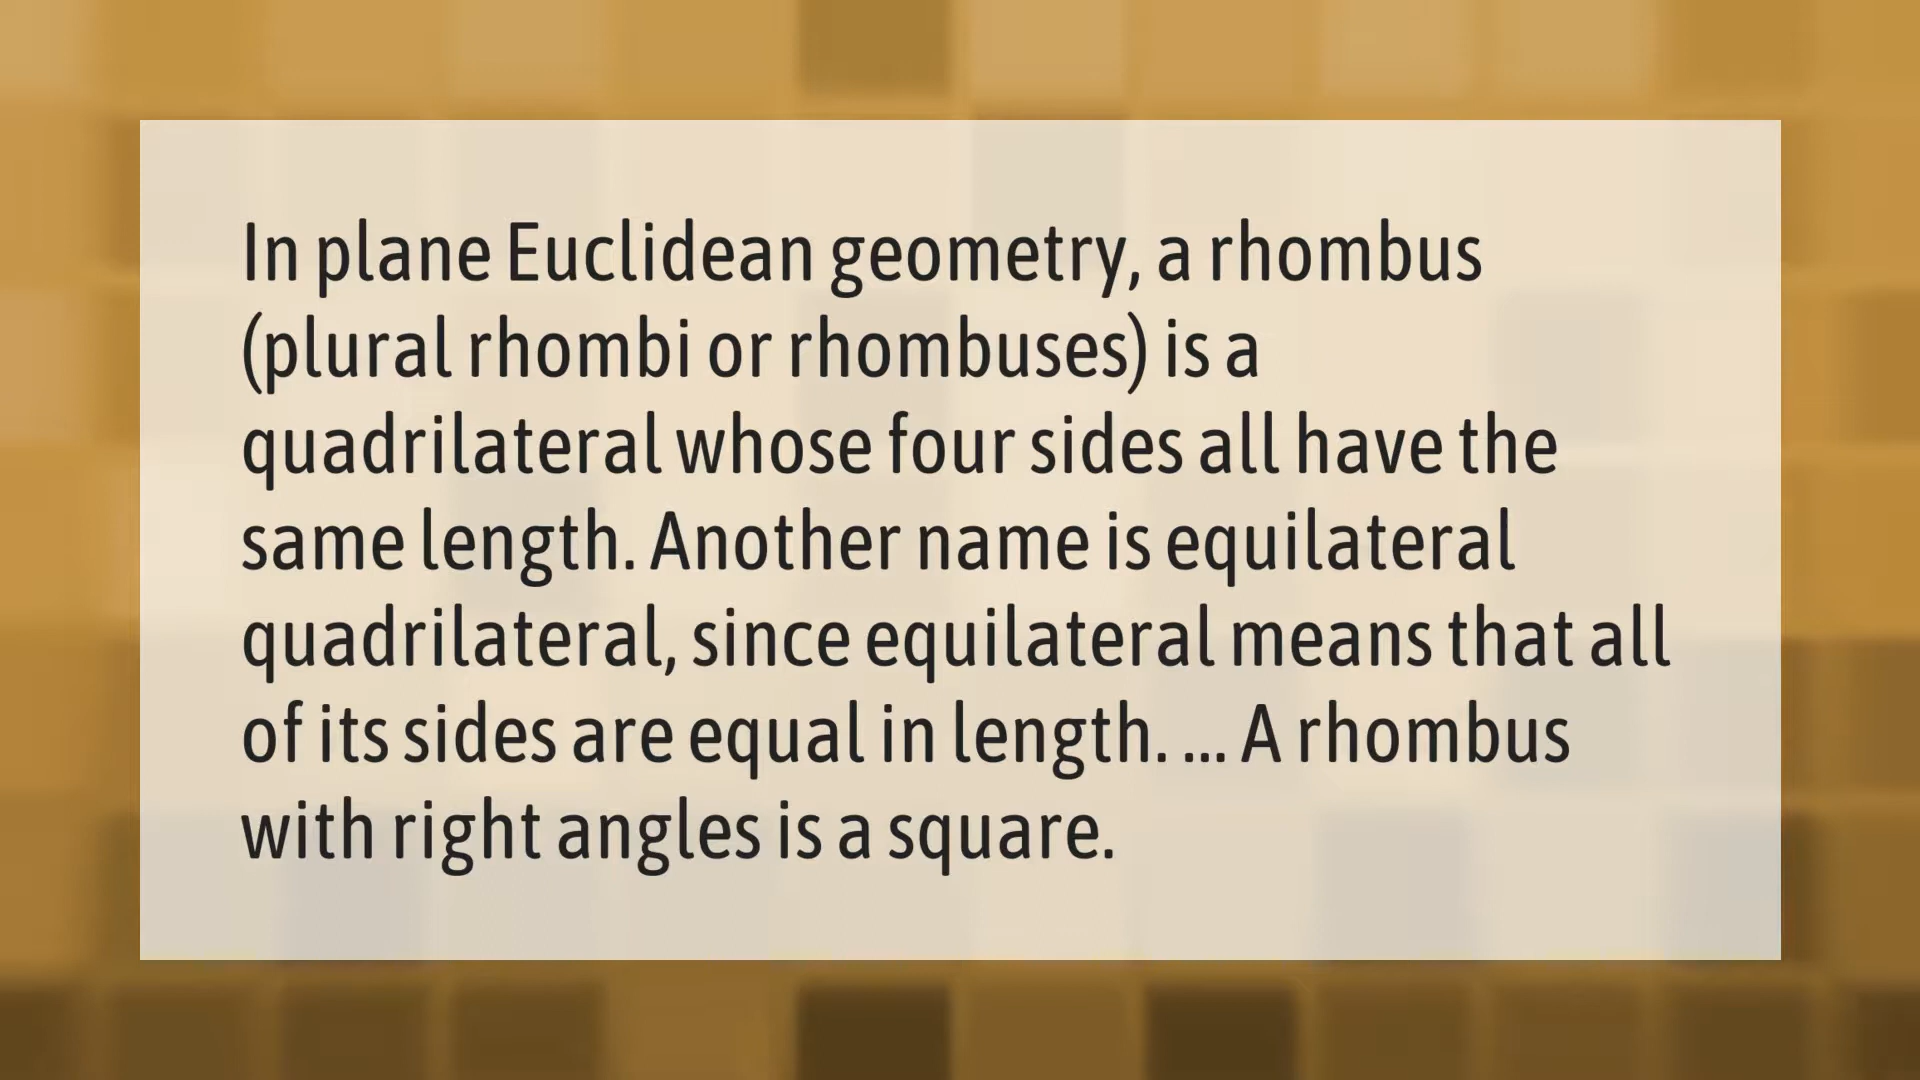 In plane Euclidean geometry, a rhombus
(plural rhombi or rhombuses) is a
quadrilateral whose four sides all have the
same length. Another name is equilateral
quadrilateral, since equilateral means that all
of its sides are equal in length. ... A rhombus
with right angles is a square.